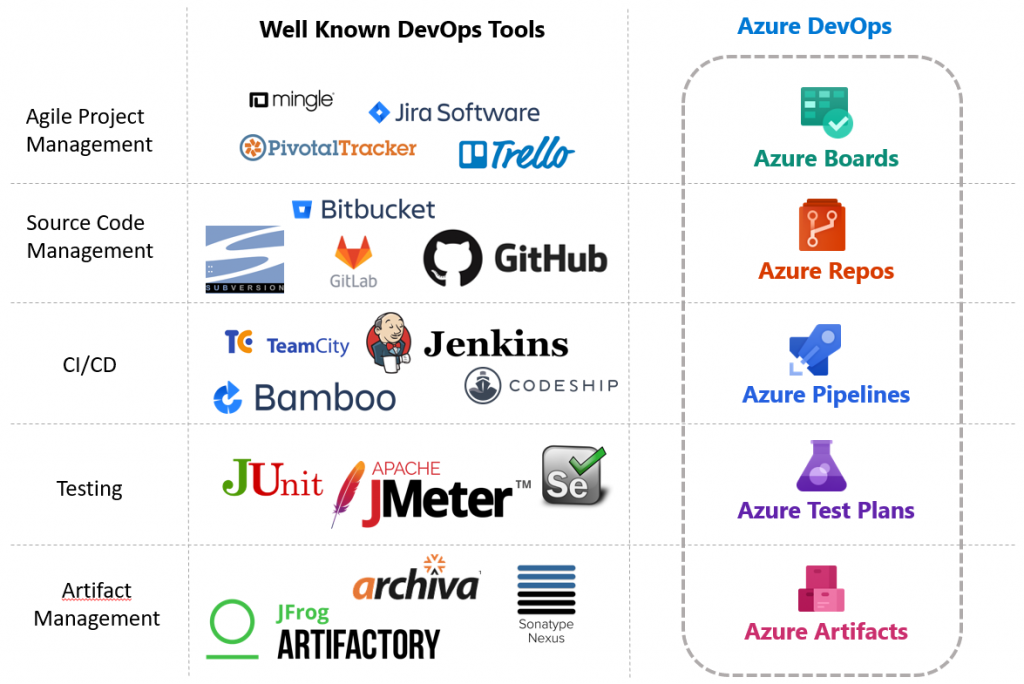 Well Known DevOps Tools
Azure DevOps
Agile Project
Management
mingle
Jira Software
PivotalTracker
Trello
Azure Boards
Source Code
Management
Bitbucket
SUBVERSION
GitLab
GitHub
Azure Repos
CI/CD
TC TeamCity
Jenkins
Bamboo
CODESHIP
Azure Pipelines
Testing
JUnit
APACHE
JMeter™
Se
Azure Test Plans
Artifact
Management
archiva
JFrog
ARTIFACTORY
Sonatype
Nexus
Azure Artifacts